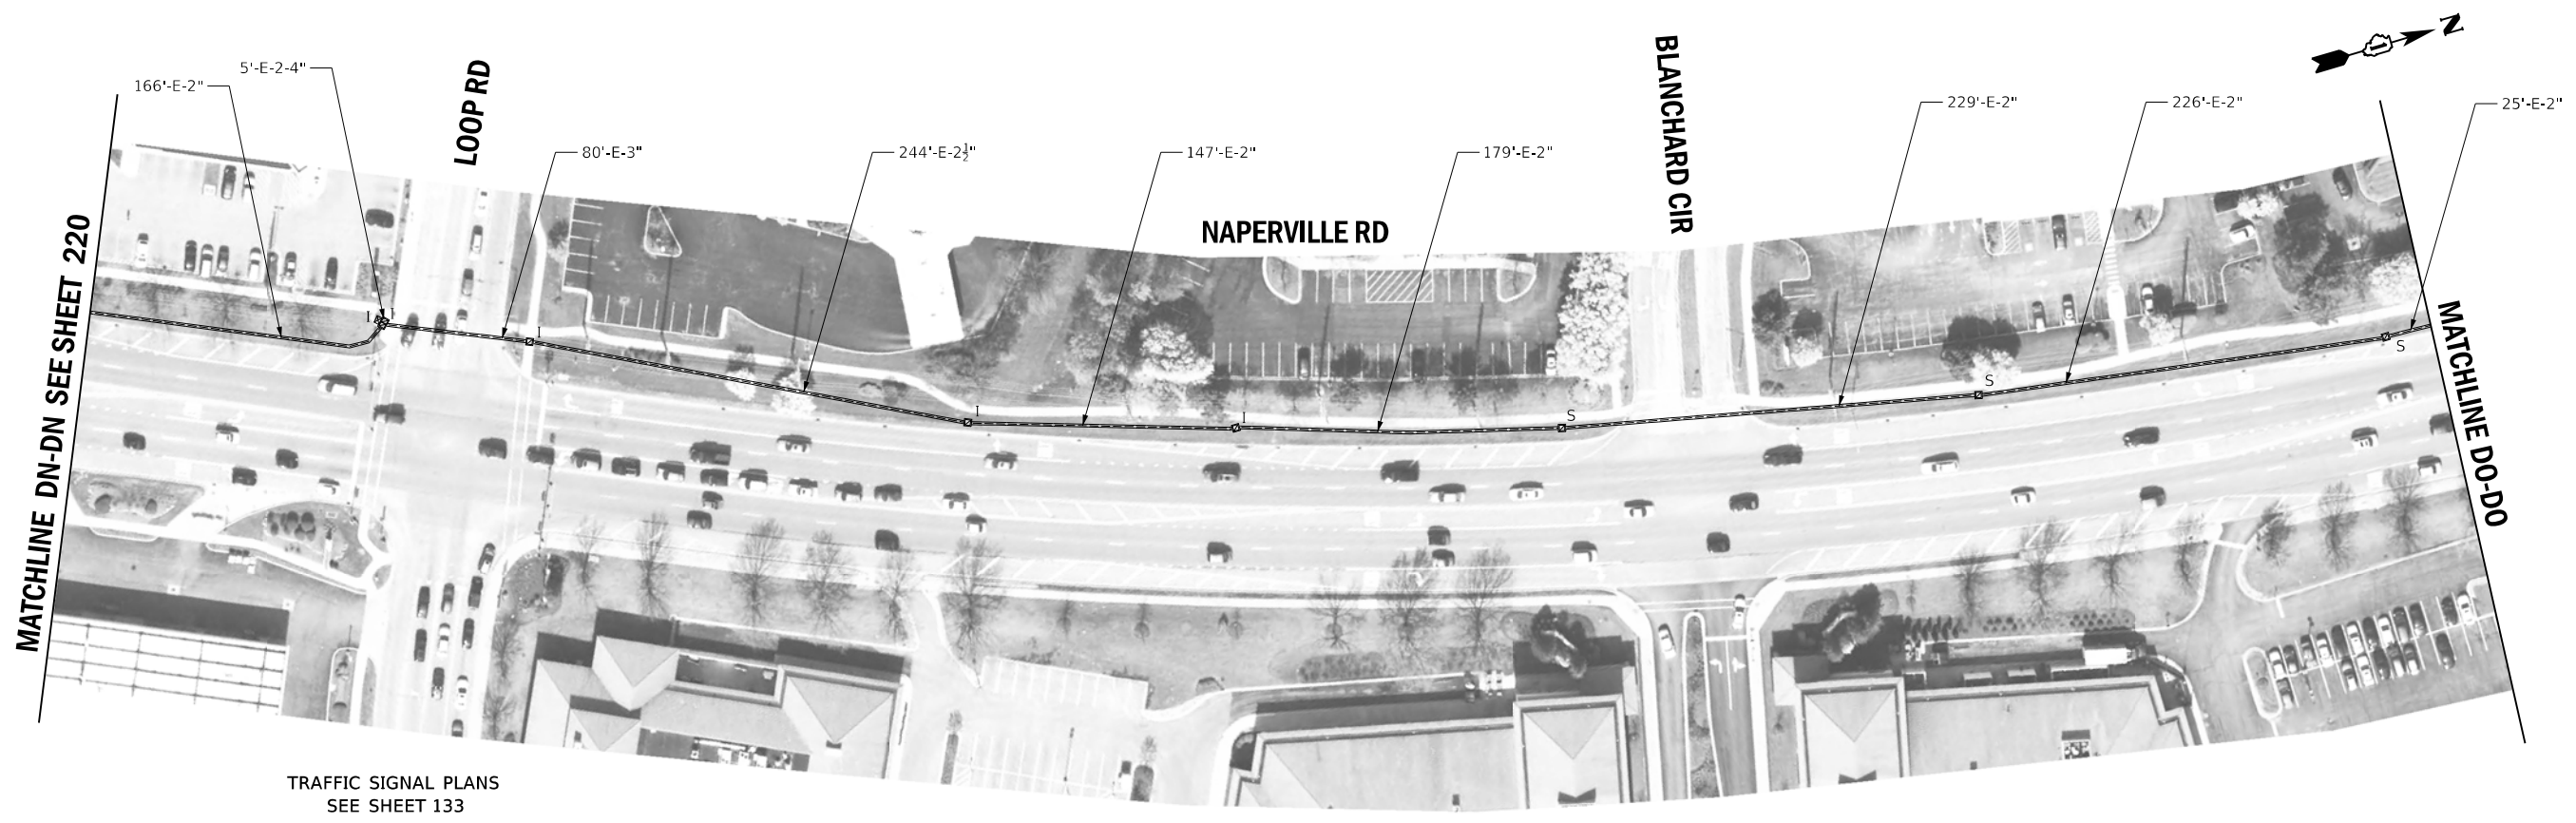 N
5'-E-2-4"
166'-E-2"
LOOP RD
BLANCHARD CIR
229'-E-2"
226'-E-2"
25'-E-2"
80'-E-3"
244'-E-2½"
147'-E-2"
179'-E-2"
NAPERVILLE RD
MATCHLINE DN-DN SEE SHEET 220
MATCHLINE DO-DO
I
I
I
I
I
I
S
S
S
TRAFFIC SIGNAL PLANS
SEE SHEET 133